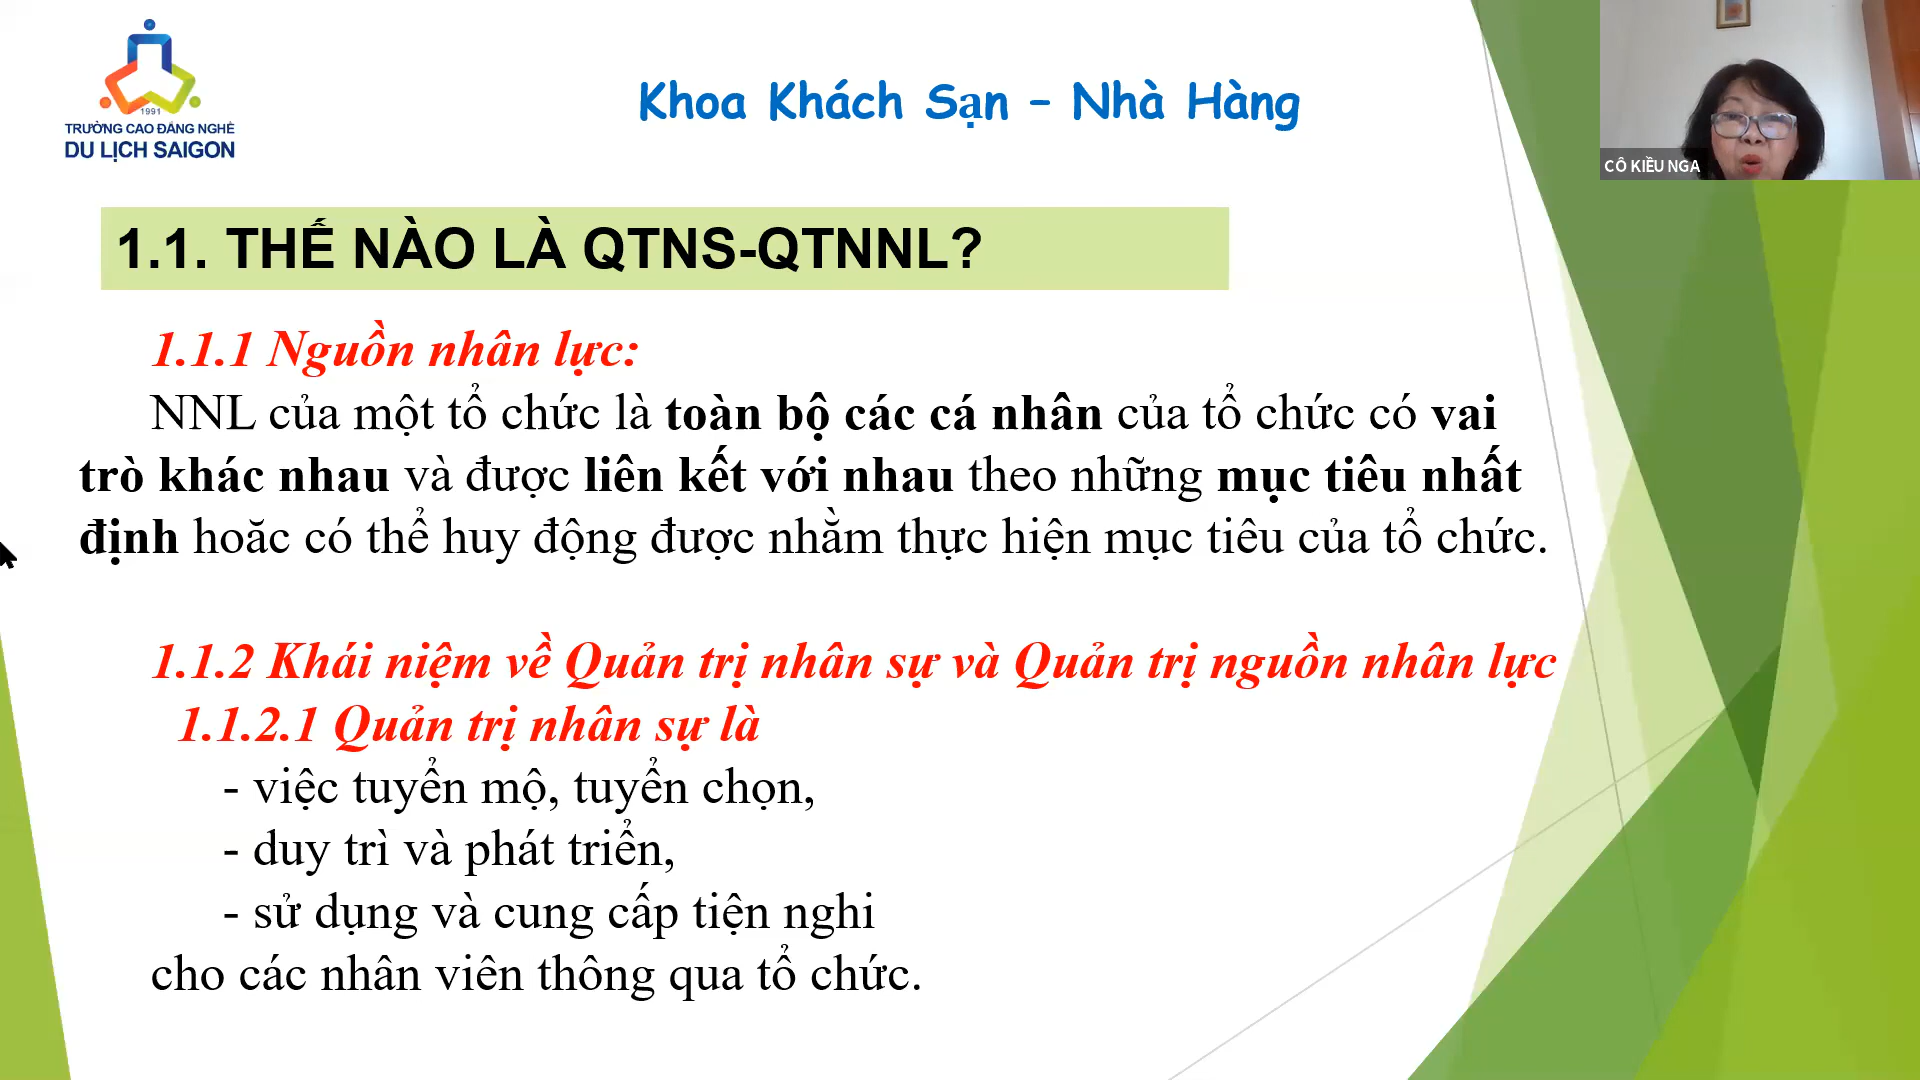 1991
TRƯỜNG CAO ĐẲNG NGHỀ
DU LỊCH SAIGON
Khoa Khách Sạn – Nhà Hàng
CÔ KIỀU NGA
1.1. THẾ NÀO LÀ QTNS-QTNNL?
1.1.1 Nguồn nhân lực:
NNL của một tổ chức là toàn bộ các cá nhân của tổ chức có vai
trò khác nhau và được liên kết với nhau theo những mục tiêu nhất
định hoăc có thể huy động được nhằm thực hiện mục tiêu của tổ chức.
1.1.2 Khái niệm về Quản trị nhân sự và Quản trị nguồn nhân lực
1.1.2.1 Quản trị nhân sự là
- việc tuyển mộ, tuyển chọn,
- duy trì và phát triển,
- sử dụng và cung cấp tiện nghi
cho các nhân viên thông qua tổ chức.